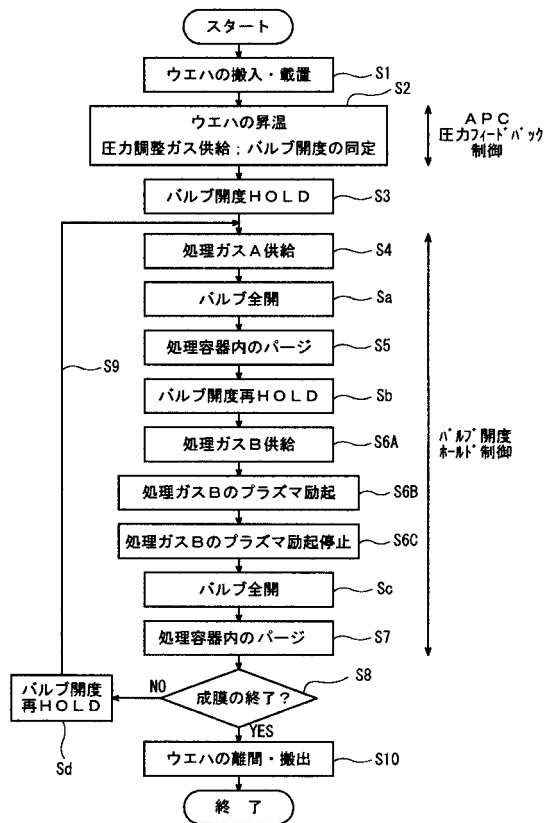 スタート
ウエハの搬入・載置
S1
S2
ウエハの昇温
圧力調整ガス供給；バルブ開度の同定
ＡＰＣ
圧力フィードバック
制御
バルブ開度ＨＯＬＤ
S3
処理ガスＡ供給
S4
バルブ全開
Sa
処理容器内のパージ
S5
S9
バルブ開度再ＨＯＬＤ
Sb
処理ガスＢ供給
S6A
バルブ開度
ホールド制御
処理ガスＢのプラズマ励起
S6B
処理ガスＢのプラズマ励起停止
S6C
バルブ全開
Sc
処理容器内のパージ
S7
成膜の終了？
S8
NO
バルブ開度
再ＨＯＬＤ
Sd
YES
ウエハの離間・搬出
S10
終 了